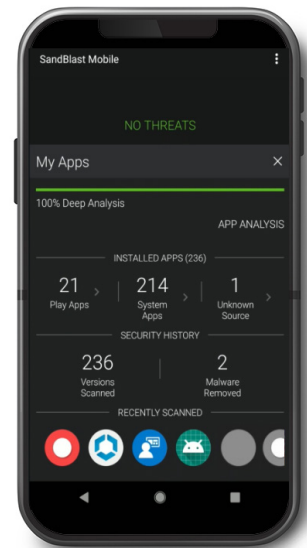 SandBlast Mobile
NO THREATS
My Apps
100% Deep Analysis
APP ANALYSIS
INSTALLED APPS (236)
21
Play Apps
214
System
Apps
1
Unknown
Source
SECURITY HISTORY
236
Versions
Scanned
2
Malware
Removed
RECENTLY SCANNED